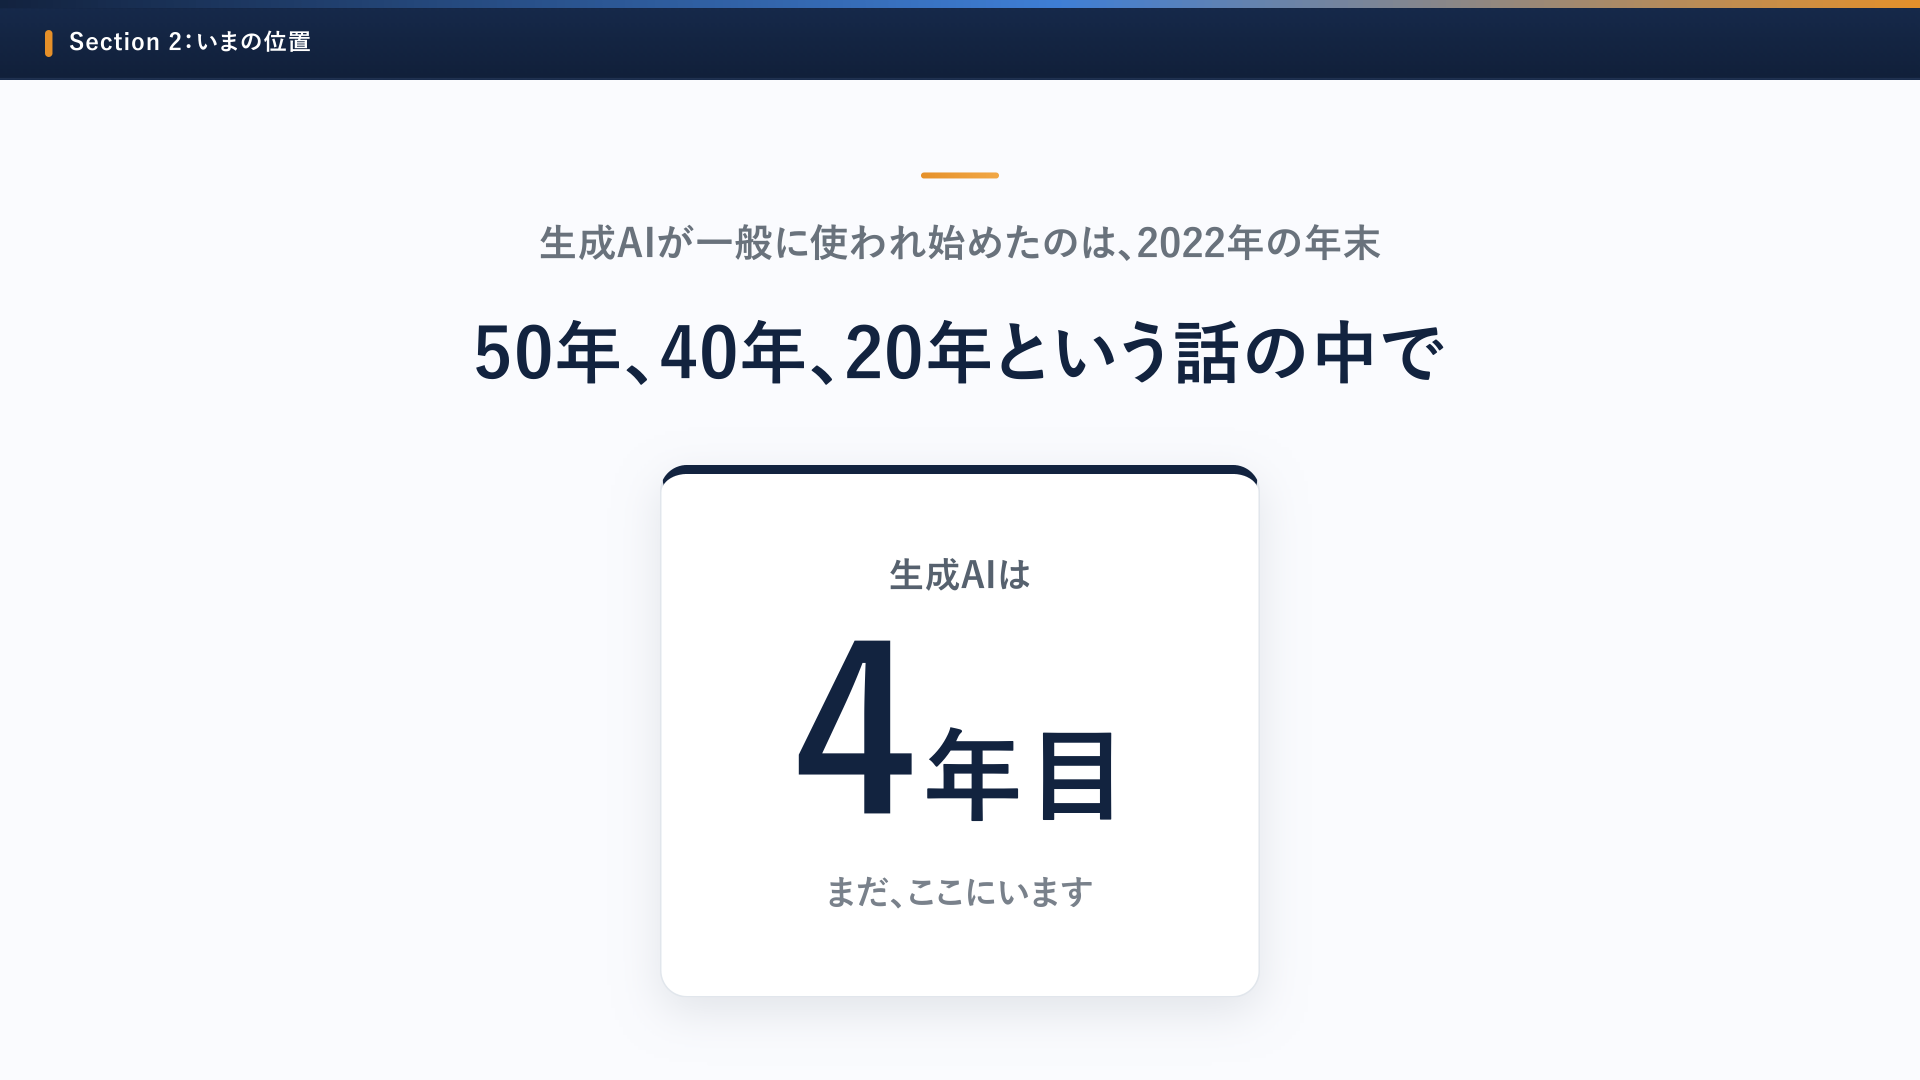 Section 2：いまの位置
生成AIが一般に使われ始めたのは、2022年の年末
50年、40年、20年という話の中で
生成AIは
4年目
まだ、ここにいます